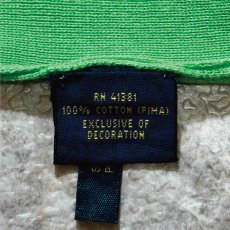 RN 41381
100% COTTON (PIMA)
EXCLUSIVE OF
DECORATION
S
P